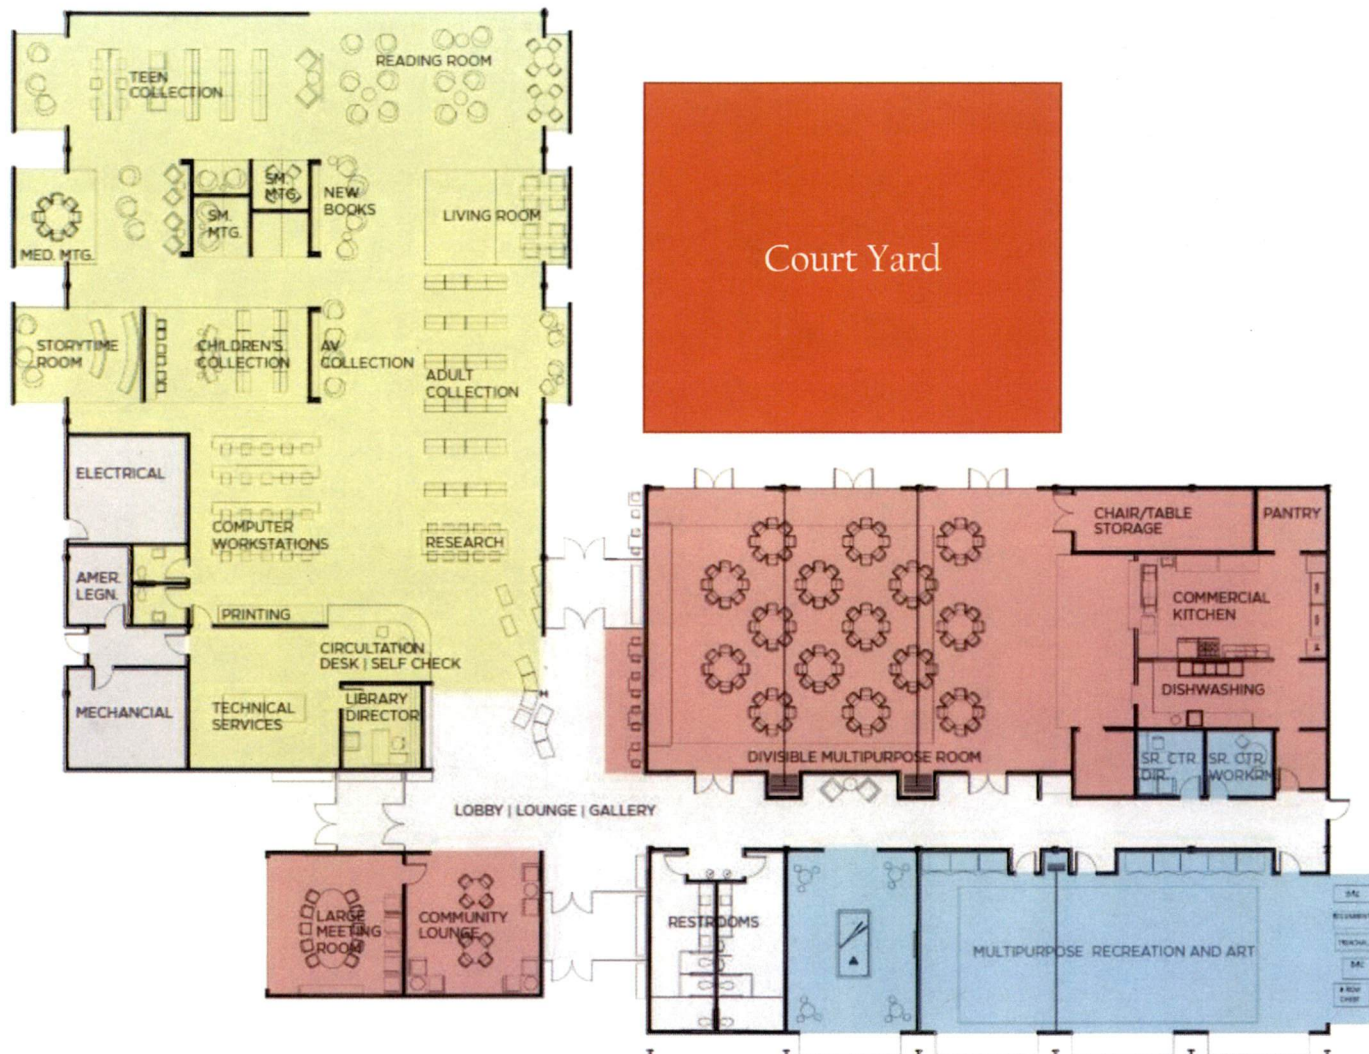 TEEN
COLLECTION
READING ROOM
SM.
MTG.
NEW
BOOKS
SM.
MTG.
LIVING ROOM
MED. MTG.
Court Yard
STORYTIME
ROOM
CHILDREN'S
COLLECTION
AV
COLLECTION
ADULT
COLLECTION
ELECTRICAL
COMPUTER
WORKSTATIONS
RESEARCH
AMER.
LEGN.
PRINTING
CIRCULTATION
DESK | SELF CHECK
MECHANCIAL
TECHNICAL
SERVICES
LIBRARY
DIRECTOR
CHAIR/TABLE
STORAGE
PANTRY
COMMERCIAL
KITCHEN
DISHWASHING
DIVISIBLE MULTIPURPOSE ROOM
SR. CTR.
DIR.
SR. CTR.
WORKRM
LOBBY | LOUNGE | GALLERY
LARGE
MEETING
ROOM
COMMUNITY
LOUNGE
RESTROOMS
MULTIPURPOSE RECREATION AND ART